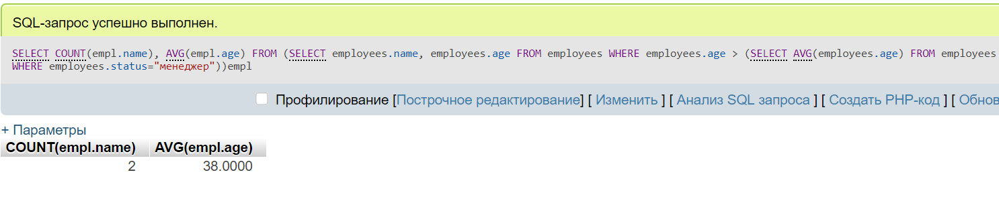 SQL-запрос успешно выполнен.
SELECT COUNT(empl.name), AVG(empl.age) FROM (SELECT employees.name, employees.age FROM employees WHERE employees.age > (SELECT AVG(employees.age) FROM employees
WHERE employees.status="менеджер"))empl
Профилирование [Построчное редактирование] [ Изменить ] [ Анализ SQL запроса ] [ Создать PHP-код ] [ Обнов
+ Параметры
COUNT(empl.name) AVG(empl.age)
2 38.0000